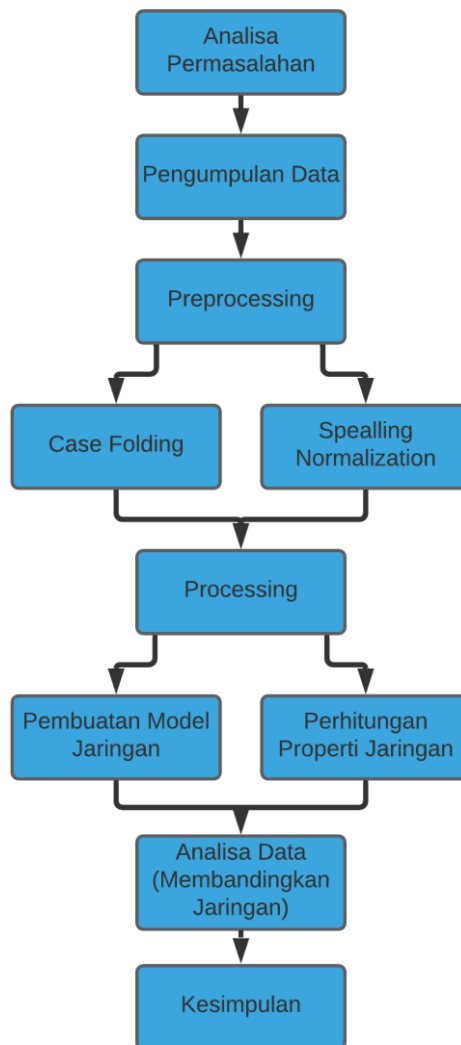 Analisa
Permasalahan
Pengumpulan Data
Preprocessing
Case Folding
Spealling
Normalization
Processing
Pembuatan Model
Jaringan
Perhitungan
Properti Jaringan
Analisa Data
(Membandingkan
Jaringan)
Kesimpulan